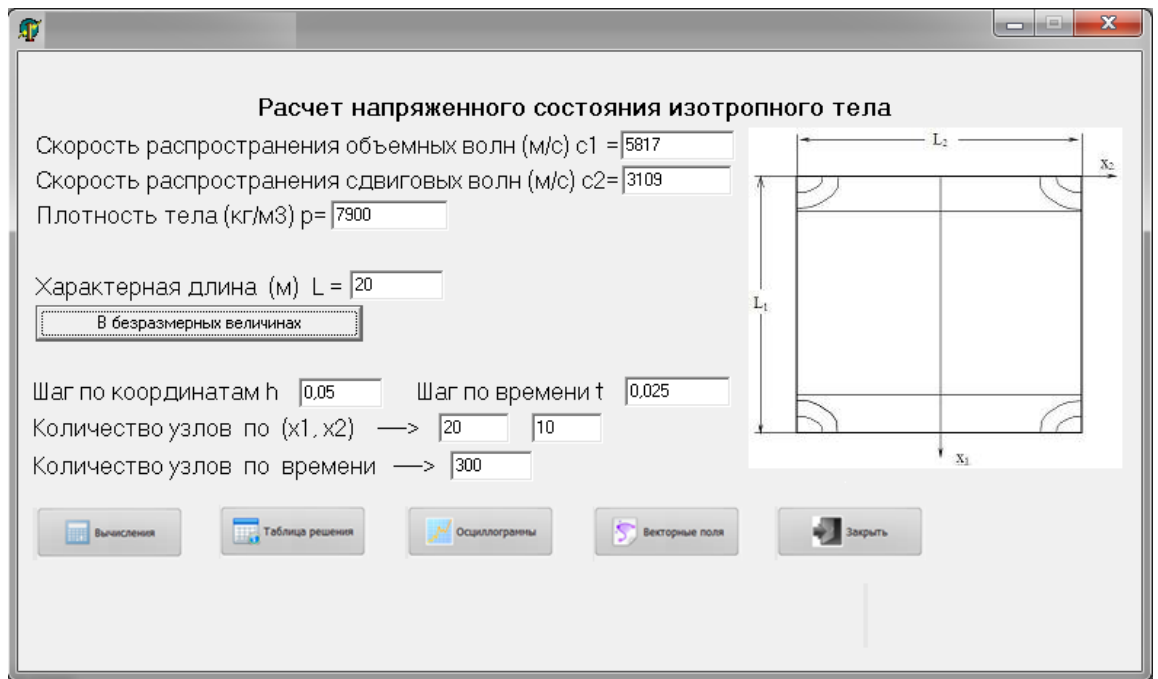 Расчет напряженного состояния изотропного тела
Скорость распространения объемных волн (м/с) c1 = 5817
Скорость распространения сдвиговых волн (м/с) c2= 3109
Плотность тела (кг/м3) p= 7900
Характерная длина (м) L = 20
В безразмерных величинах
Шаг по координатам h 0,05 Шаг по времени t 0,025
Количество узлов по (x1, x2) —> 20 10
Количество узлов по времени —> 300
L₂
x₂
L₁
x₁
Вычисления Таблица решения Осциллограммы Векторные поля Закрыть